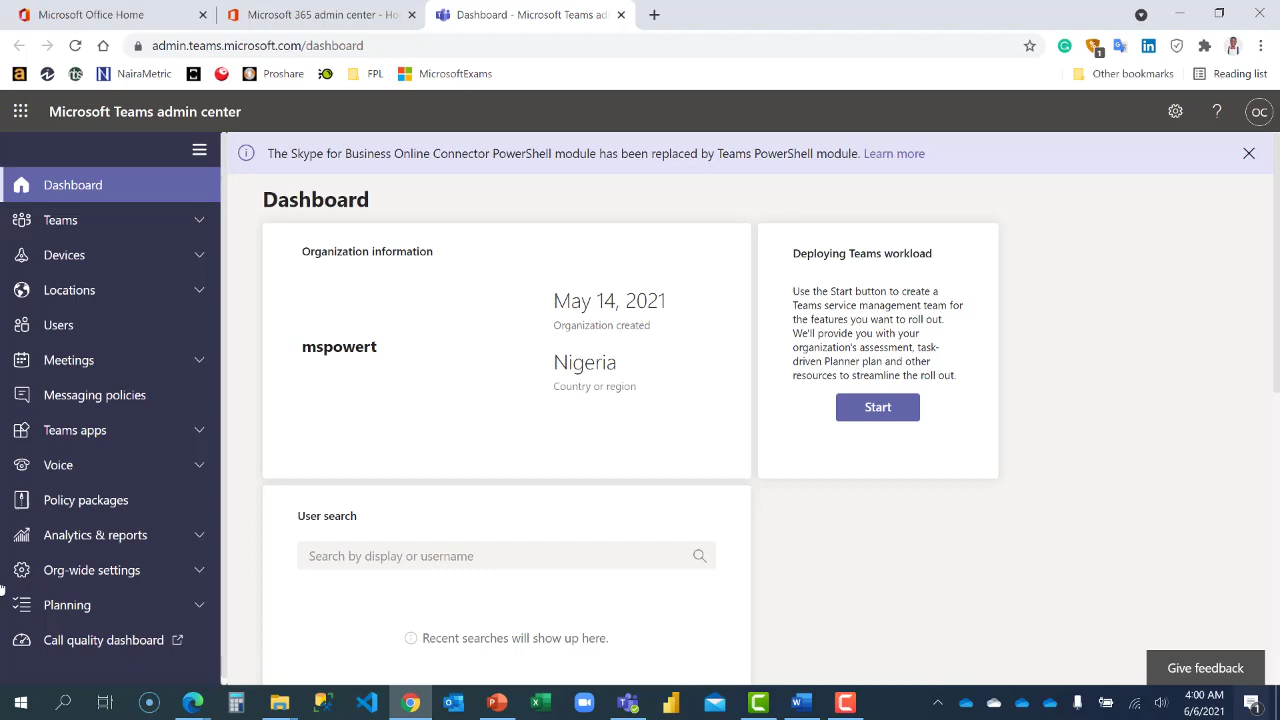 Microsoft Office Home
Microsoft 365 admin center - Ho
Dashboard - Microsoft Teams ad
admin.teams.microsoft.com/dashboard
NairaMetric
Proshare
FPL
MicrosoftExams
Other bookmarks
Reading list
Microsoft Teams admin center
OC
The Skype for Business Online Connector PowerShell module has been replaced by Teams PowerShell module. Learn more
Dashboard
Teams
Devices
Locations
Users
Meetings
Messaging policies
Teams apps
Voice
Policy packages
Analytics & reports
Org-wide settings
Planning
Call quality dashboard
Dashboard
Organization information
mspowert
May 14, 2021
Organization created
Nigeria
Country or region
Deploying Teams workload
Use the Start button to create a
Teams service management team for
the features you want to roll out.
We'll provide you with your
organization's assessment, task-
driven Planner plan and other
resources to streamline the roll out.
Start
User search
Search by display or username
Recent searches will show up here.
Give feedback
4:00 AM
6/6/2021